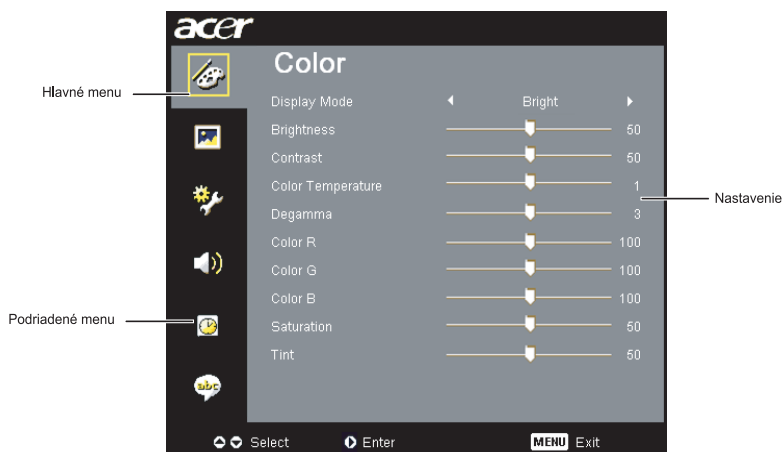 acer
Color
Hlavné menu
Display Mode Bright
Brightness 50
Contrast 50
Color Temperature 1
Nastavenie
Degamma 3
Color R 100
Color G 100
Color B 100
Podriadené menu
Saturation 50
Tint 50
abc
Select Enter MENU Exit